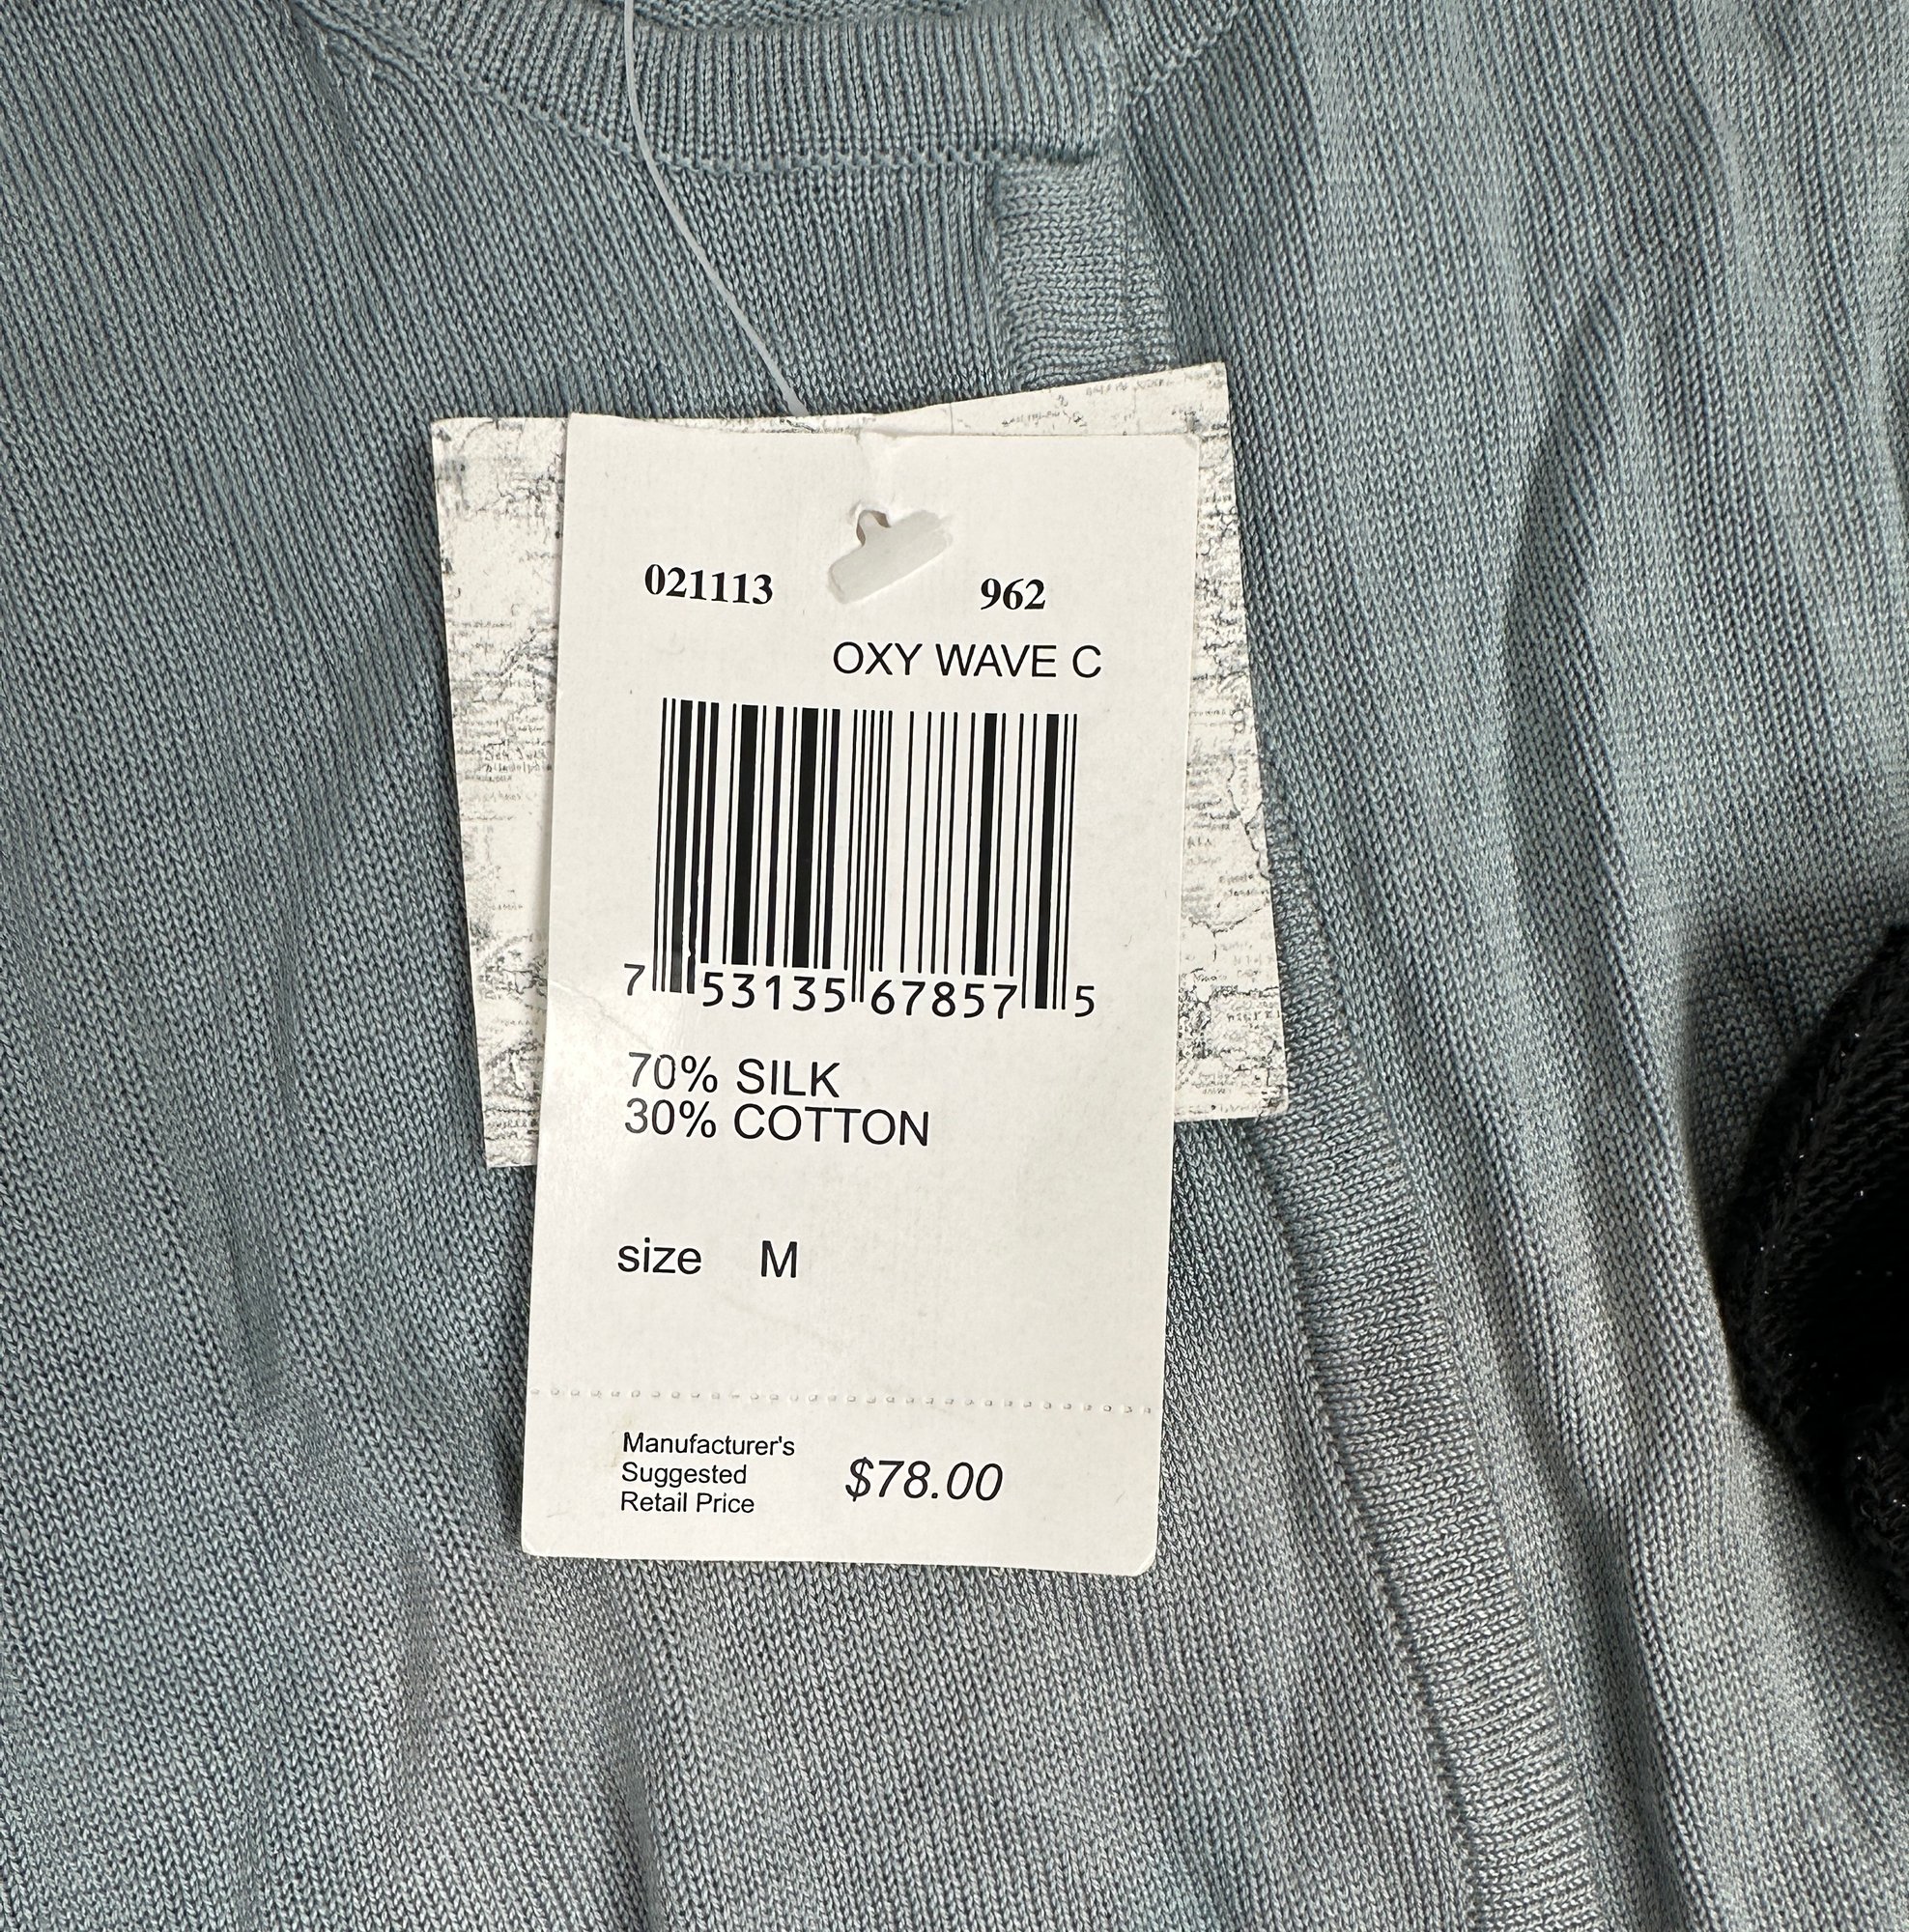 021113 962
OXY WAVE C
7 53135 67857 5
70% SILK
30% COTTON
size M
Manufacturer's
Suggested
Retail Price
$78.00